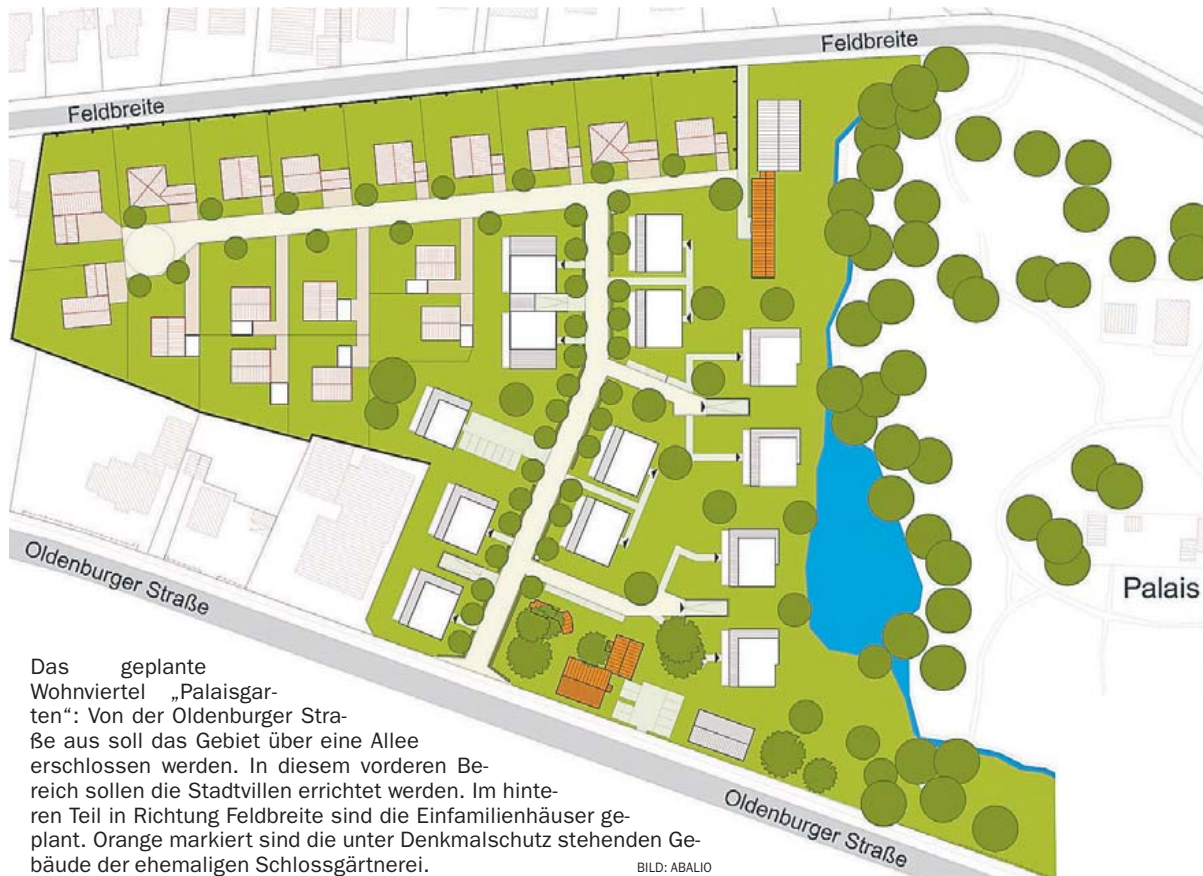 Feldbreite
Feldbreite
Oldenburger Straße
Palais
Oldenburger Straße
Das geplante
Wohnviertel „Palaisgar-
ten“: Von der Oldenburger Stra-
ße aus soll das Gebiet über eine Allee
erschlossen werden. In diesem vorderen Be-
reich sollen die Stadtvillen errichtet werden. Im hinte-
ren Teil in Richtung Feldbreite sind die Einfamilienhäuser ge-
plant. Orange markiert sind die unter Denkmalschutz stehenden Ge-
bäude der ehemaligen Schlossgärtnerei.
BILD: ABALIO